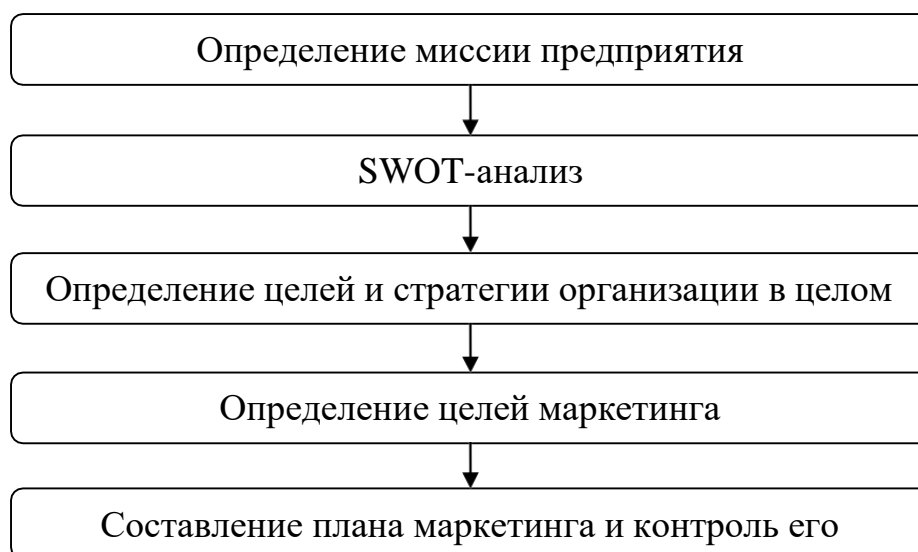 Определение миссии предприятия
SWOT-анализ
Определение целей и стратегии организации в целом
Определение целей маркетинга
Составление плана маркетинга и контроль его